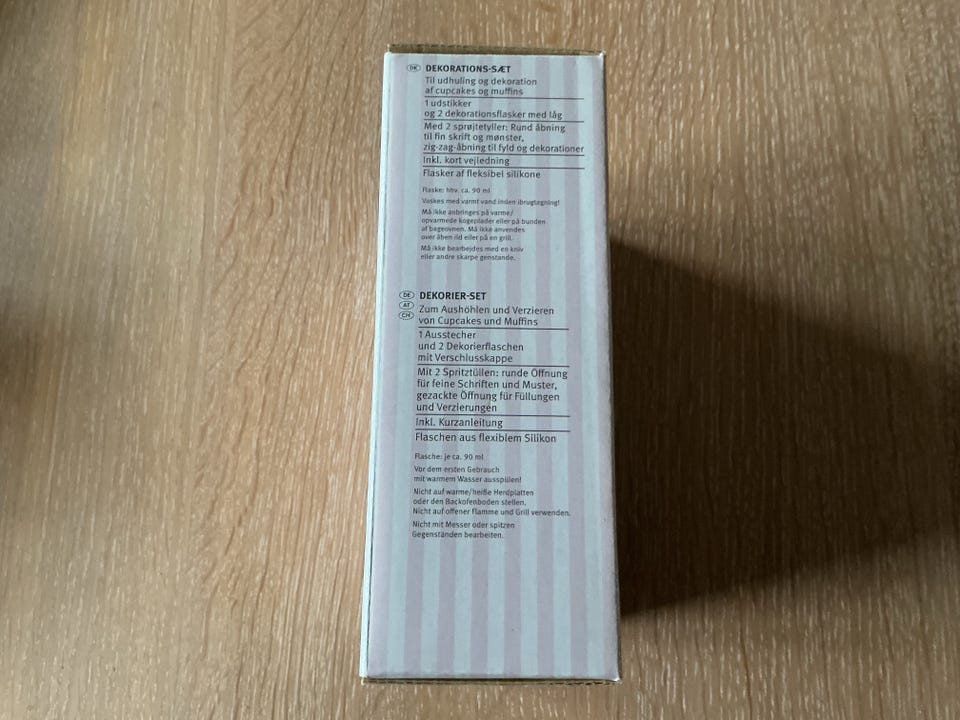 DK DEKORATIONS-SÆT
Til udhuling og dekoration
af cupcakes og muffins
1 udstikker
og 2 dekorationsflasker med låg
Med 2 sprøjtetyller: Rund åbning
til fin skrift og mønster,
zig-zag-åbning til fyld og dekorationer
Inkl. kort vejledning
Flasker af fleksibel silikone
Flaske: hhv. ca. 90 ml
Vaskes med varmt vand inden ibrugtagning!
Må ikke anbringes på varme/
opvarmede kogeplader eller på bunden
af bageovnen. Må ikke anvendes
over åben ild eller på en grill.
Må ikke bearbejdes med en kniv
eller andre skarpe genstande.
DE DEKORIER-SET
AT Zum Aushöhlen und Verzieren
CH von Cupcakes und Muffins
1 Ausstecher
und 2 Dekorierflaschen
mit Verschlusskappe
Mit 2 Spritztüllen: runde Öffnung
für feine Schriften und Muster,
gezackte Öffnung für Füllungen
und Verzierungen
Inkl. Kurzanleitung
Flaschen aus flexiblem Silikon
Flasche: je ca. 90 ml
Vor dem ersten Gebrauch
mit warmem Wasser ausspülen!
Nicht auf warme/heiße Herdplatten
oder den Backofenboden stellen.
Nicht auf offener Flamme und Grill verwenden.
Nicht mit Messer oder spitzen
Gegenständen bearbeiten.